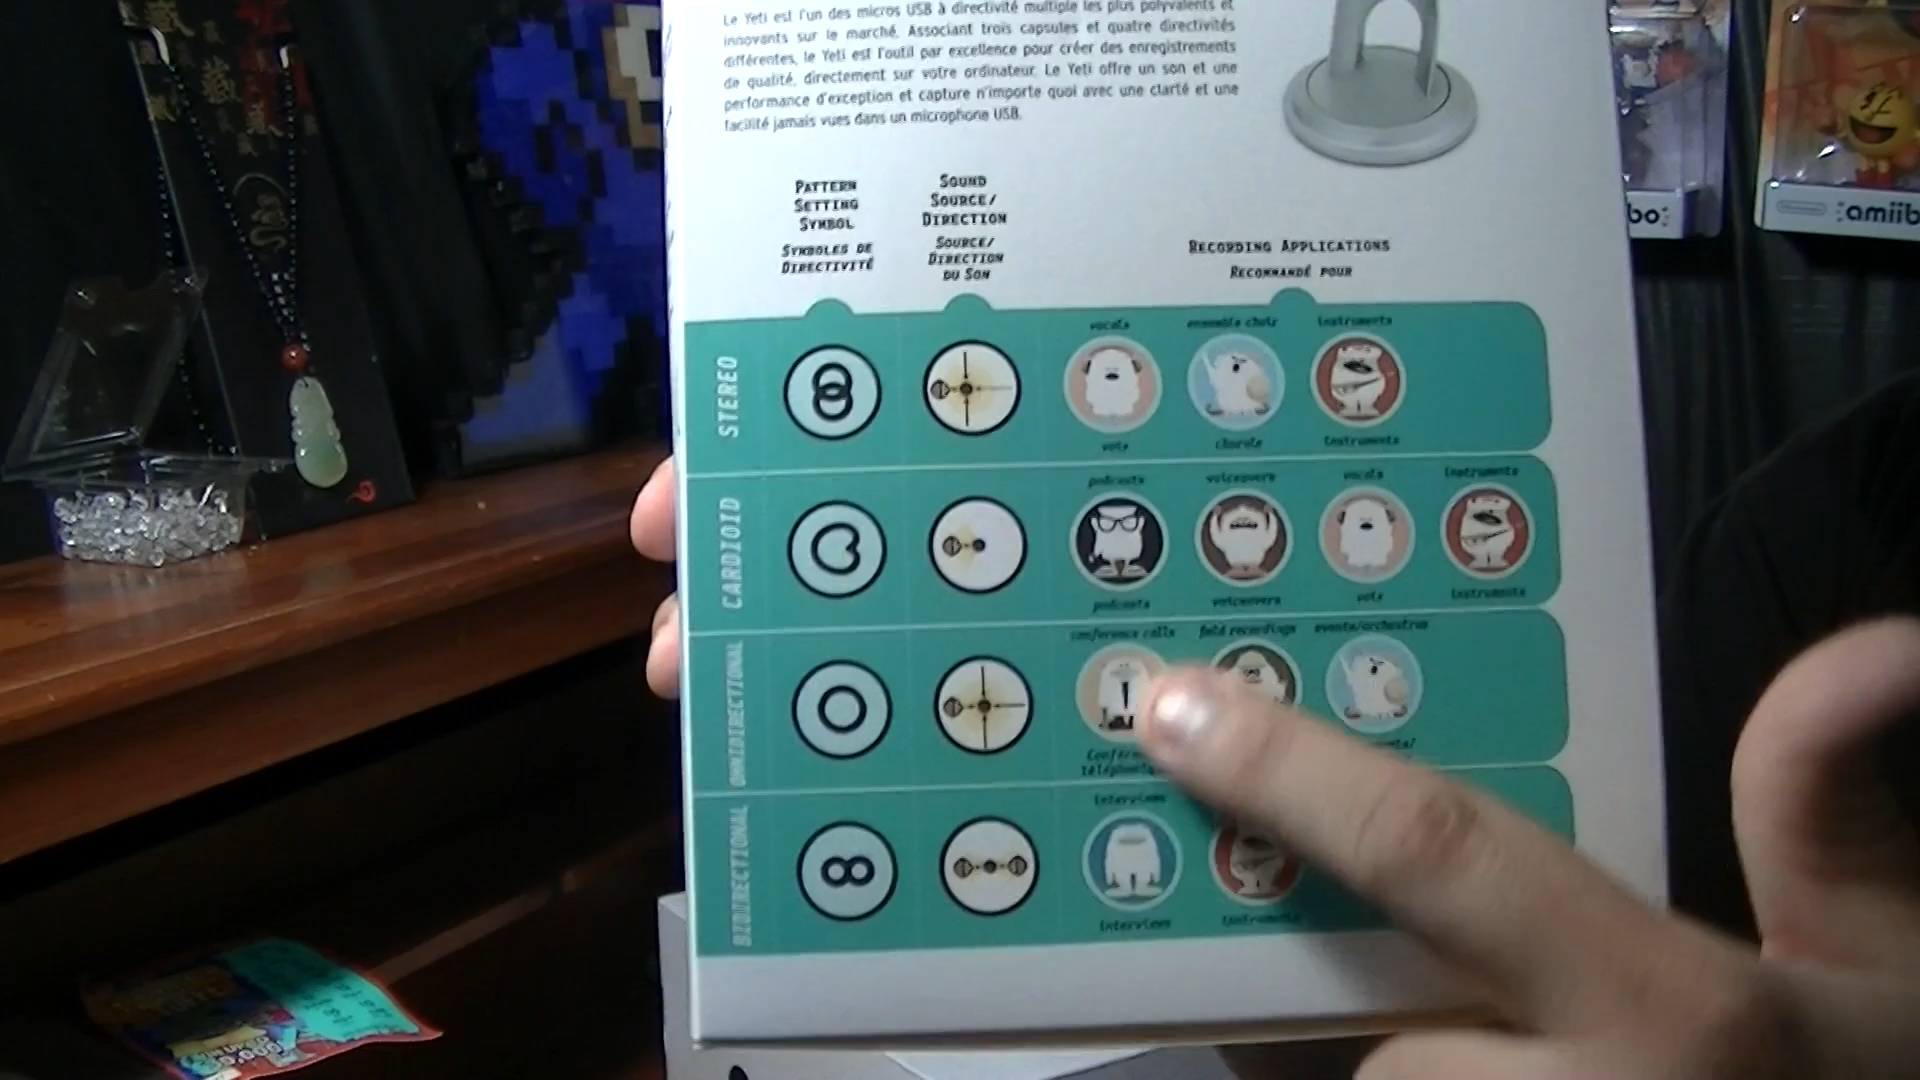 Le Yeti est l'un des micros USB à directivité multiple les plus polyvalents et
innovants sur le marché. Associant trois capsules et quatre directivités
différentes, le Yeti est l'outil par excellence pour créer des enregistrements
de qualité, directement sur votre ordinateur. Le Yeti offre un son et une
performance d'exception et capture n'importe quoi avec une clarté et une
facilité jamais vues dans un microphone USB.
PATTERN
SETTING
SYMBOL
SYMBOLES DE
DIRECTIVITÉ
SOUND
SOURCE/
DIRECTION
SOURCE/
DIRECTION
DU SON
RECORDING APPLICATIONS
RECOMMANDÉ POUR
STEREO
vocals ensemble choir instruments
voix chorale Instruments
CARDIOID
podcasts voiceovers vocals instruments
podcasts voiceovers voix Instruments
OMNIDIRECTIONAL
conference calls field recordings events/orchestras
BIDIRECTIONAL
interviews
Interviews Instruments
bo
amiib
藏
藏